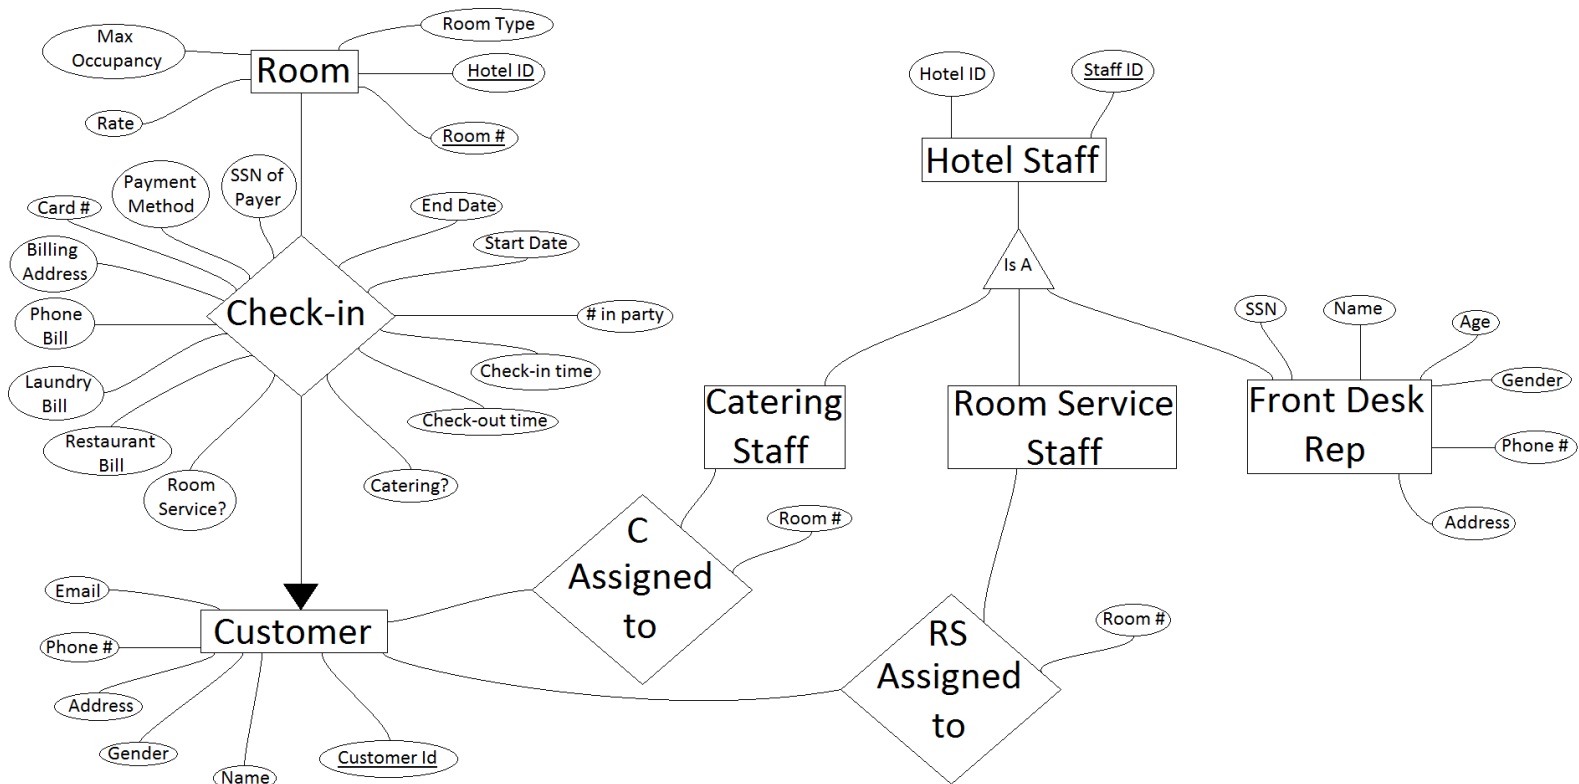 Max
Occupancy
Room Type
Room
Hotel ID
Rate
Room #
Hotel ID
Staff ID
Hotel Staff
Is A
Payment
Method
SSN of
Payer
Card #
End Date
Billing
Address
Start Date
Phone
Bill
Check-in
# in party
Laundry
Bill
Check-in time
Restaurant
Bill
Check-out time
Room
Service?
Catering?
SSN
Name
Age
Gender
Catering
Staff
Room Service
Staff
Front Desk
Rep
Phone #
Address
C
Assigned
to
Room #
RS
Assigned
to
Room #
Email
Customer
Phone #
Address
Gender
Name
Customer Id